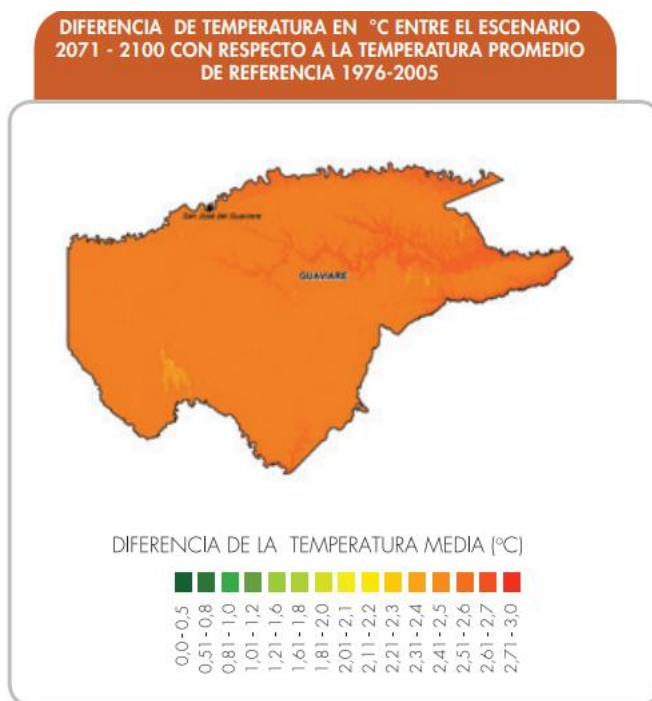 DIFERENCIA DE TEMPERATURA EN °C ENTRE EL ESCENARIO
2071 - 2100 CON RESPECTO A LA TEMPERATURA PROMEDIO
DE REFERENCIA 1976-2005
San José del Guaviare
GUAVIARE
DIFERENCIA DE LA TEMPERATURA MEDIA (°C)
0,0 - 0,5
0,51 - 0,8
0,81 - 1,0
1,01 - 1,2
1,21 - 1,6
1,61 - 1,8
1,81 - 2,0
2,01 - 2,1
2,11 - 2,2
2,21 - 2,3
2,31 - 2,4
2,41 - 2,5
2,51 - 2,6
2,61 - 2,7
2,71 - 3,0